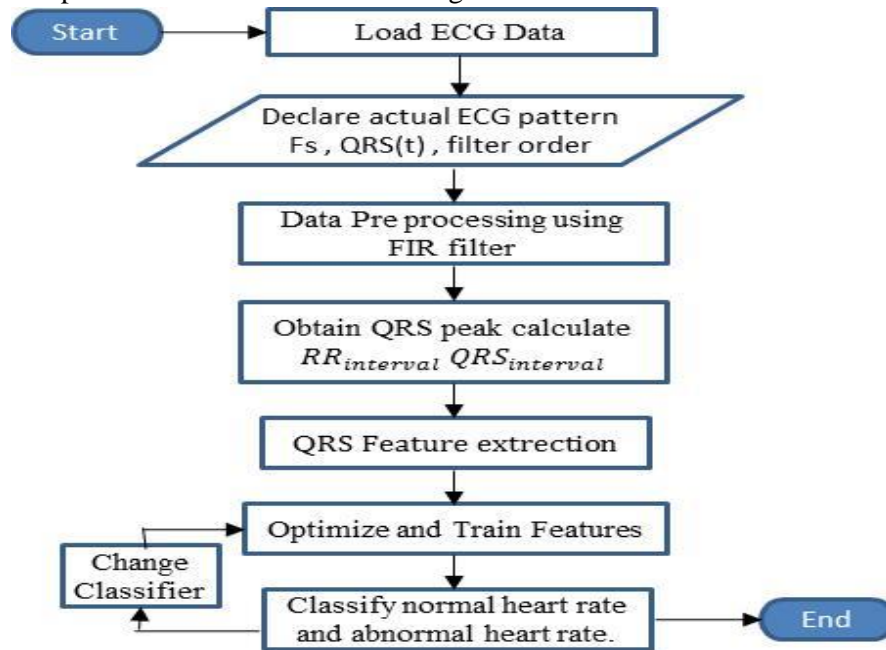 Start
Load ECG Data
Declare actual ECG pattern
Fs , QRS(t) , filter order
Data Pre processing using
FIR filter
Obtain QRS peak calculate
RR_interval QRS_interval
QRS Feature extrection
Optimize and Train Features
Change
Classifier
Classify normal heart rate
and abnormal heart rate.
End